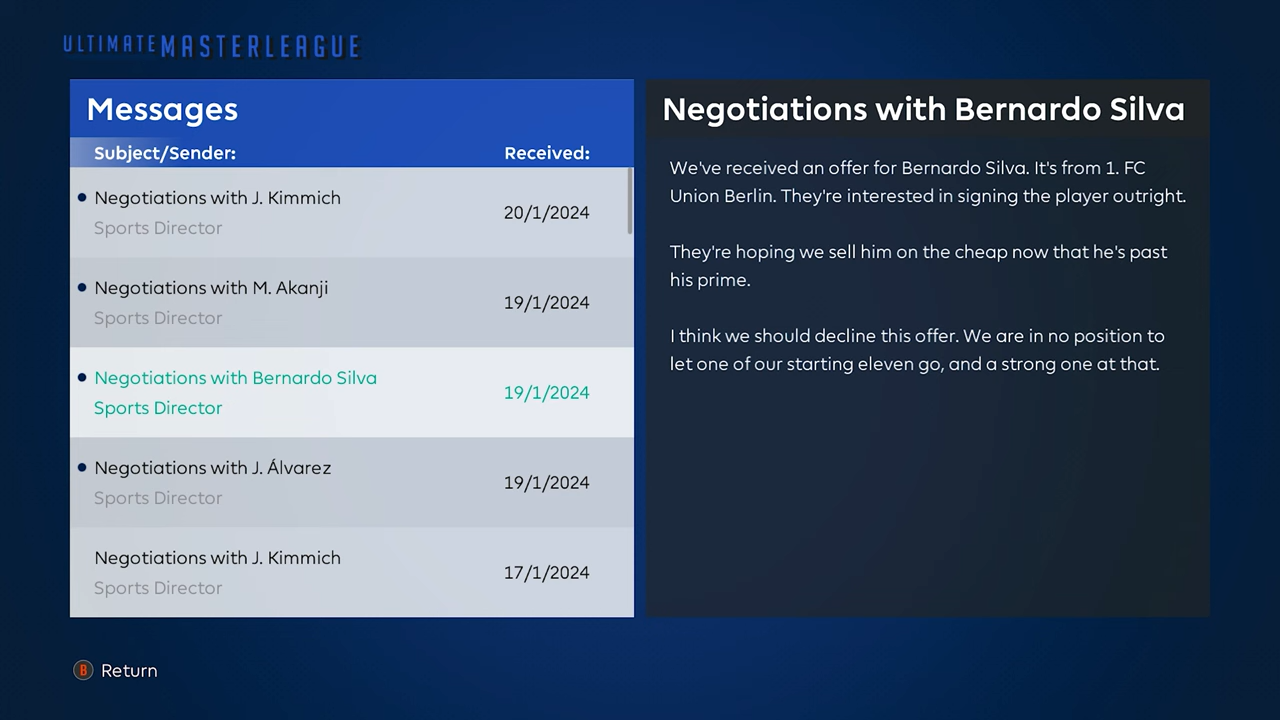 ULTIMATE MASTERLEAGUE
Messages
Subject/Sender: Received:
Negotiations with J. Kimmich
Sports Director
20/1/2024
Negotiations with M. Akanji
Sports Director
19/1/2024
Negotiations with Bernardo Silva
Sports Director
19/1/2024
Negotiations with J. Álvarez
Sports Director
19/1/2024
Negotiations with J. Kimmich
Sports Director
17/1/2024
Negotiations with Bernardo Silva
We've received an offer for Bernardo Silva. It's from 1. FC
Union Berlin. They're interested in signing the player outright.
They're hoping we sell him on the cheap now that he's past
his prime.
I think we should decline this offer. We are in no position to
let one of our starting eleven go, and a strong one at that.
B Return